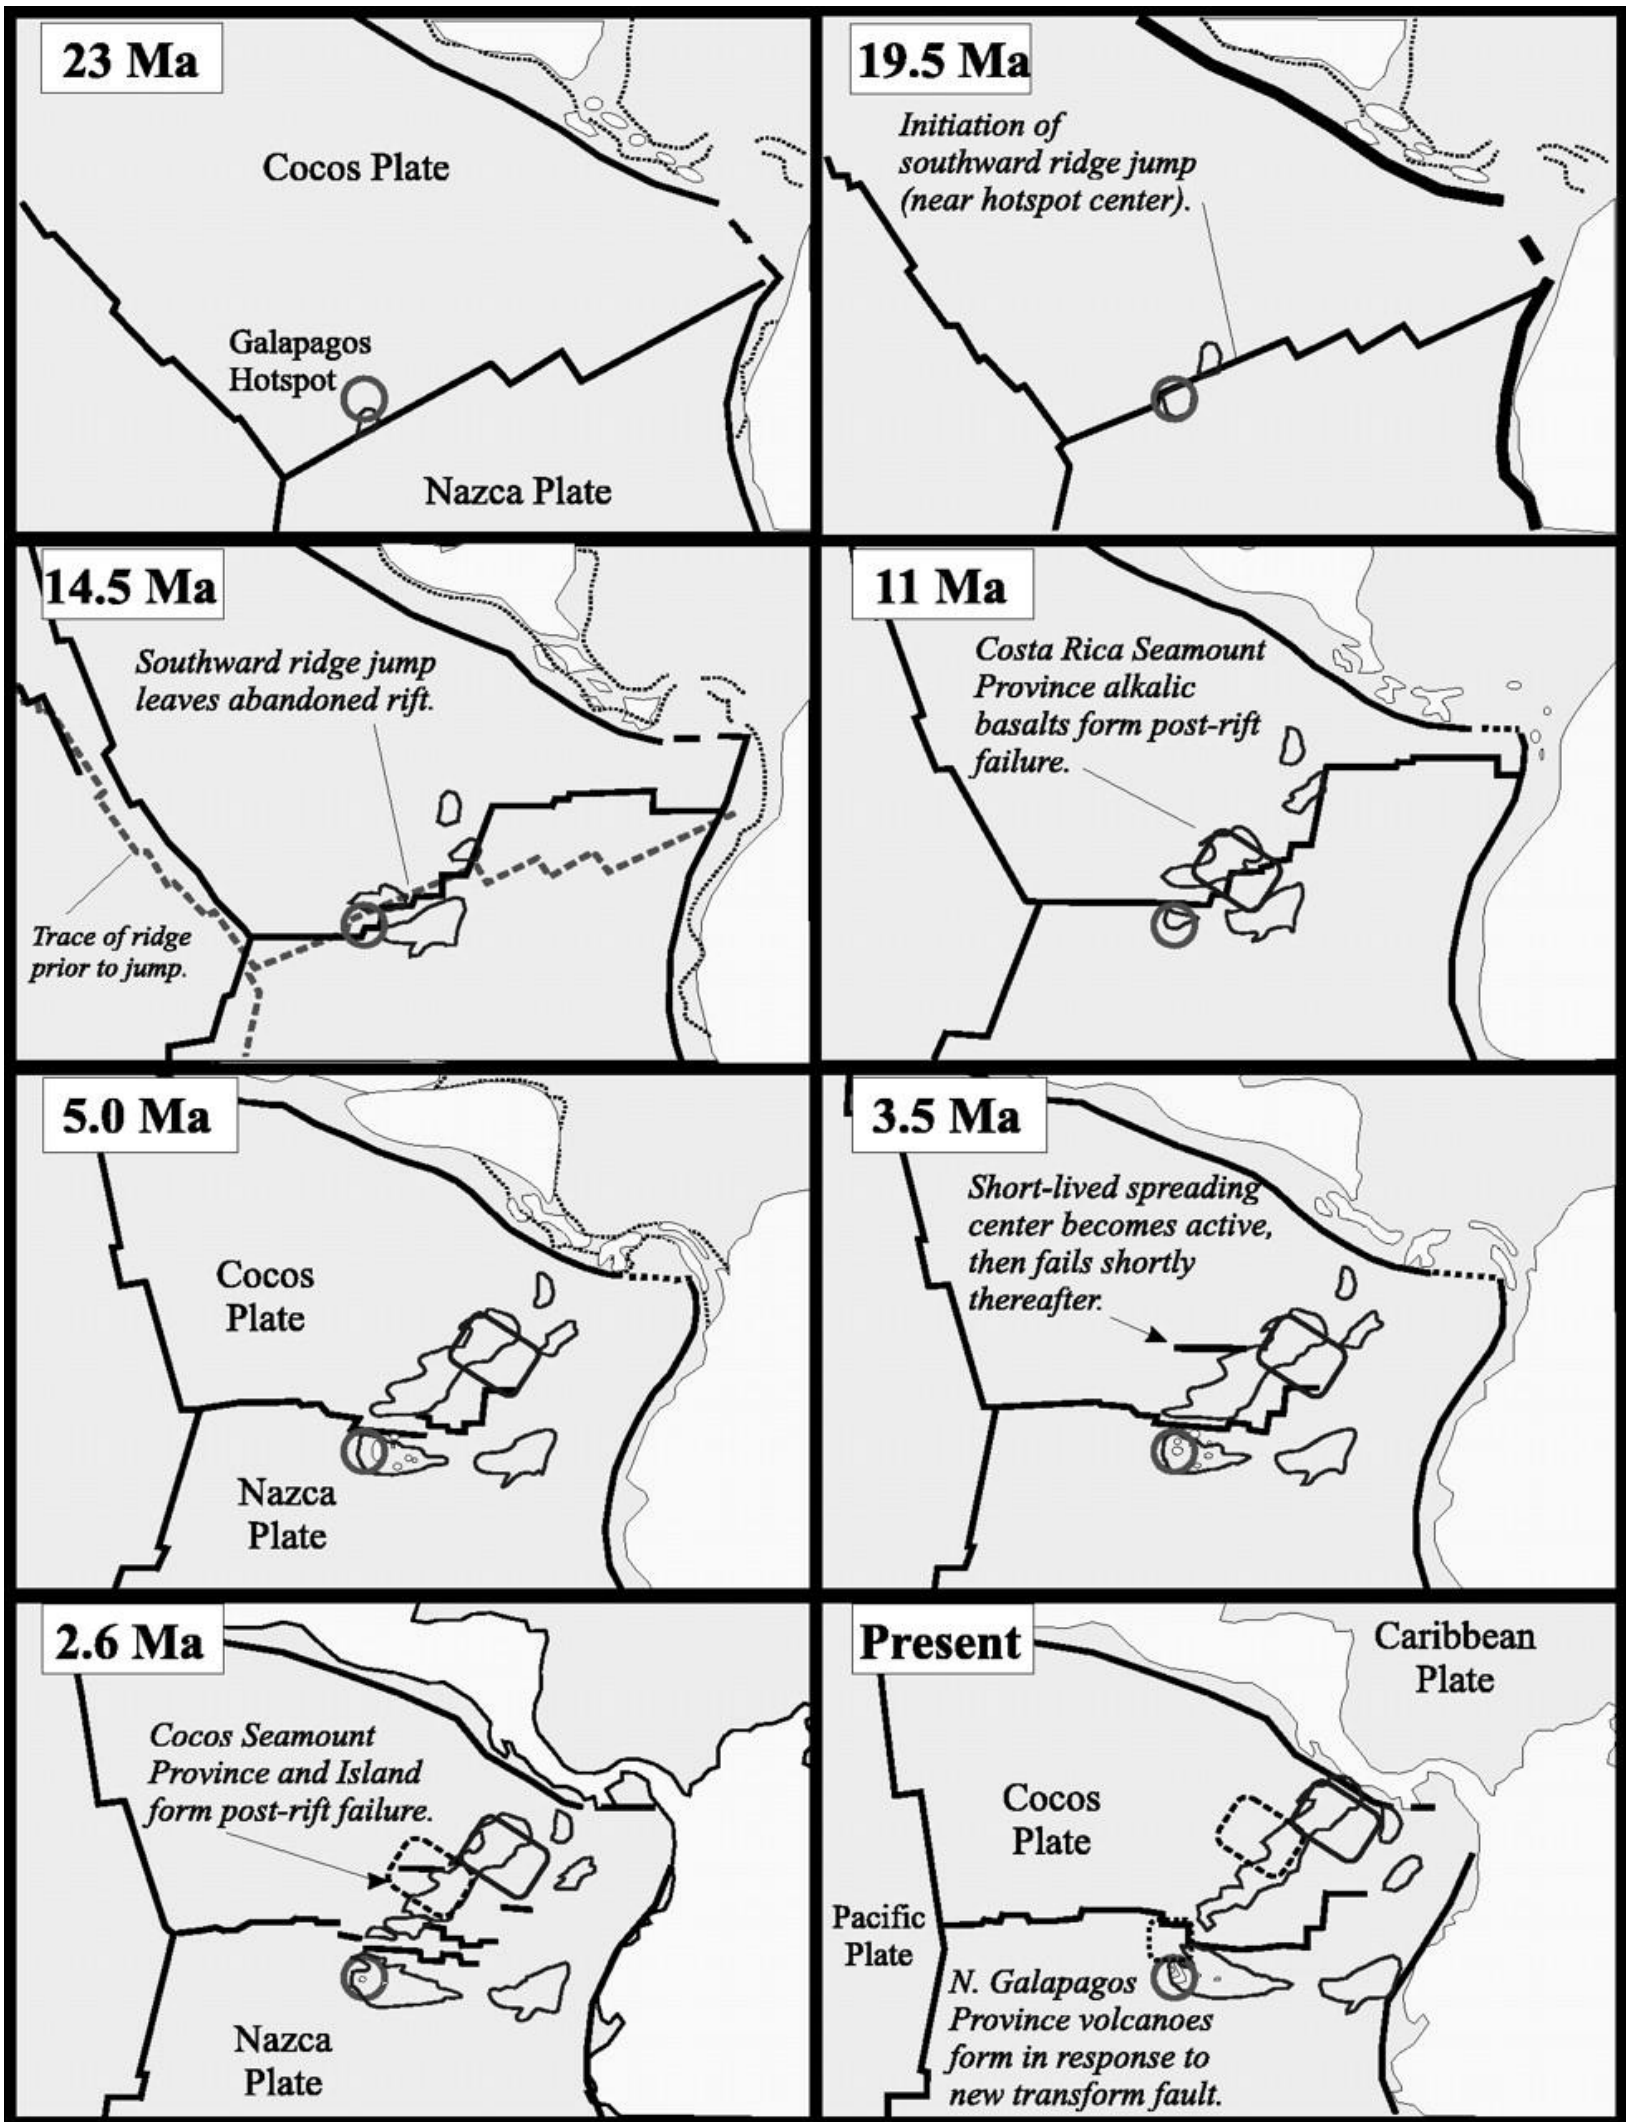 23 Ma
Cocos Plate
Galapagos
Hotspot
Nazca Plate
19.5 Ma
Initiation of
southward ridge jump
(near hotspot center).
14.5 Ma
Southward ridge jump
leaves abandoned rift.
Trace of ridge
prior to jump.
11 Ma
Costa Rica Seamount
Province alkalic
basalts form post-rift
failure.
5.0 Ma
Cocos
Plate
Nazca
Plate
3.5 Ma
Short-lived spreading
center becomes active,
then fails shortly
thereafter.
2.6 Ma
Cocos Seamount
Province and Island
form post-rift failure.
Nazca
Plate
Present
Caribbean
Plate
Cocos
Plate
Pacific
Plate
N. Galapagos
Province volcanoes
form in response to
new transform fault.